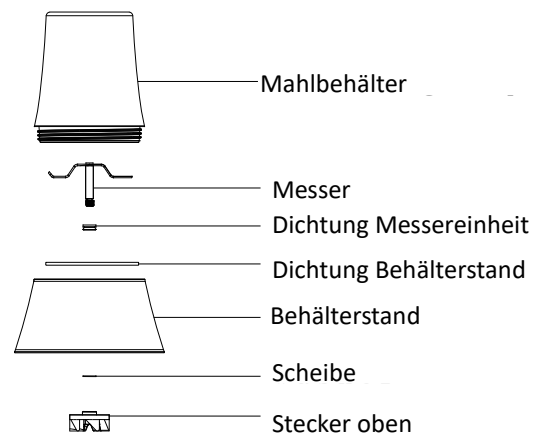 Mahlbehälter
Messer
Dichtung Messereinheit
Dichtung Behälterstand
Behälterstand
Scheibe
Stecker oben